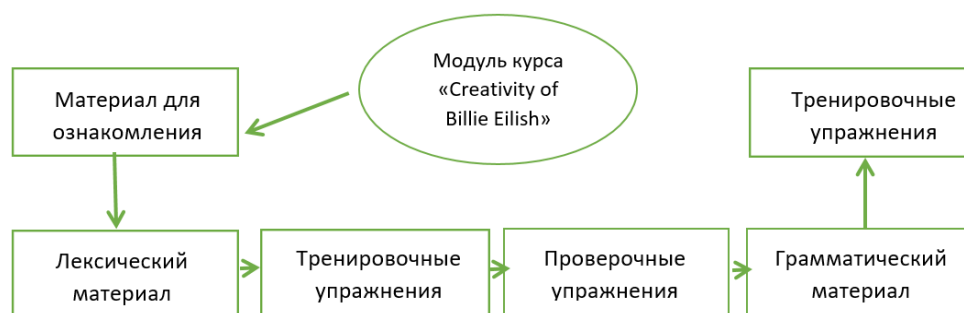 Модуль курса
«Creativity of
Billie Eilish»
Материал для
ознакомления
Тренировочные
упражнения
Лексический
материал
Тренировочные
упражнения
Проверочные
упражнения
Грамматический
материал